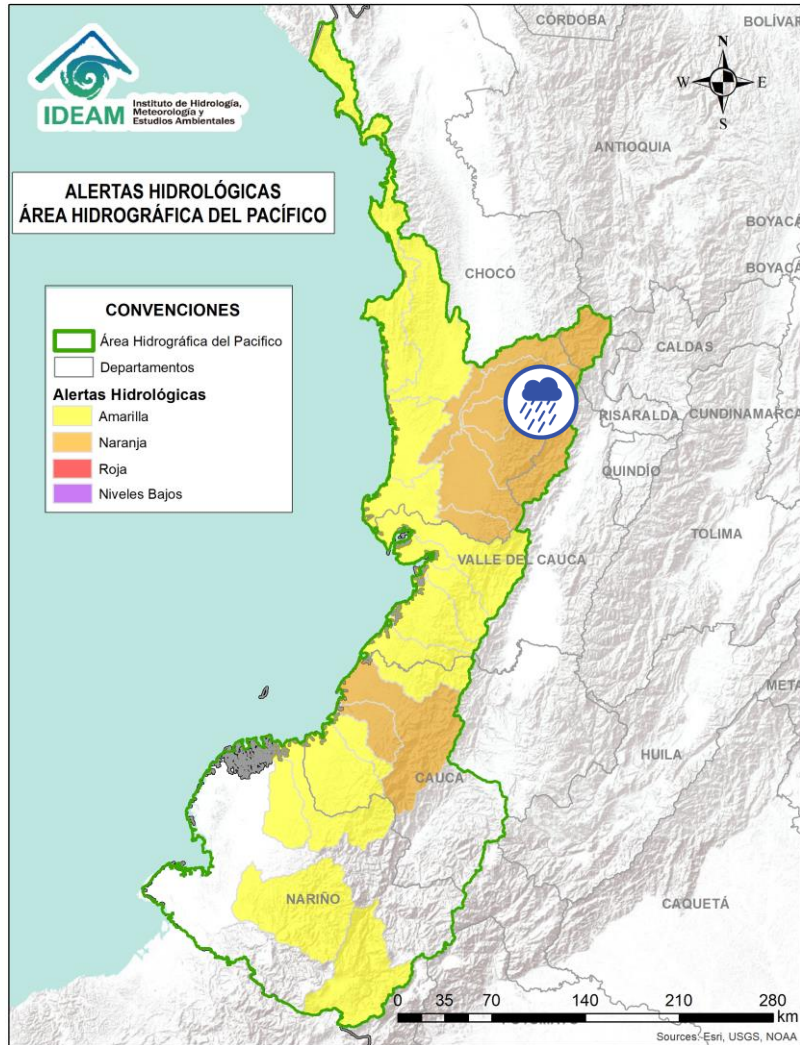 IDEAM
Instituto de Hidrología,
Meteorología y
Estudios Ambientales
ALERTAS HIDROLÓGICAS
ÁREA HIDROGRÁFICA DEL PACÍFICO
CONVENCIONES
Área Hidrográfica del Pacifico
Departamentos
Alertas Hidrológicas
Amarilla
Naranja
Roja
Niveles Bajos
CÓRDOBA
BOLÍVAR
N
W E
S
ANTIOQUIA
BOYACÁ
CHOCÓ
BOYACÁ
CALDAS
RISARALDA
CUNDINAMARCA
QUINDÍO
TOLIMA
VALLE DEL CAUCA
META
HUILA
CAUCA
NARIÑO
CAQUETÁ
0 35 70 140 210 280
km
Sources: Esri, USGS, NOAA